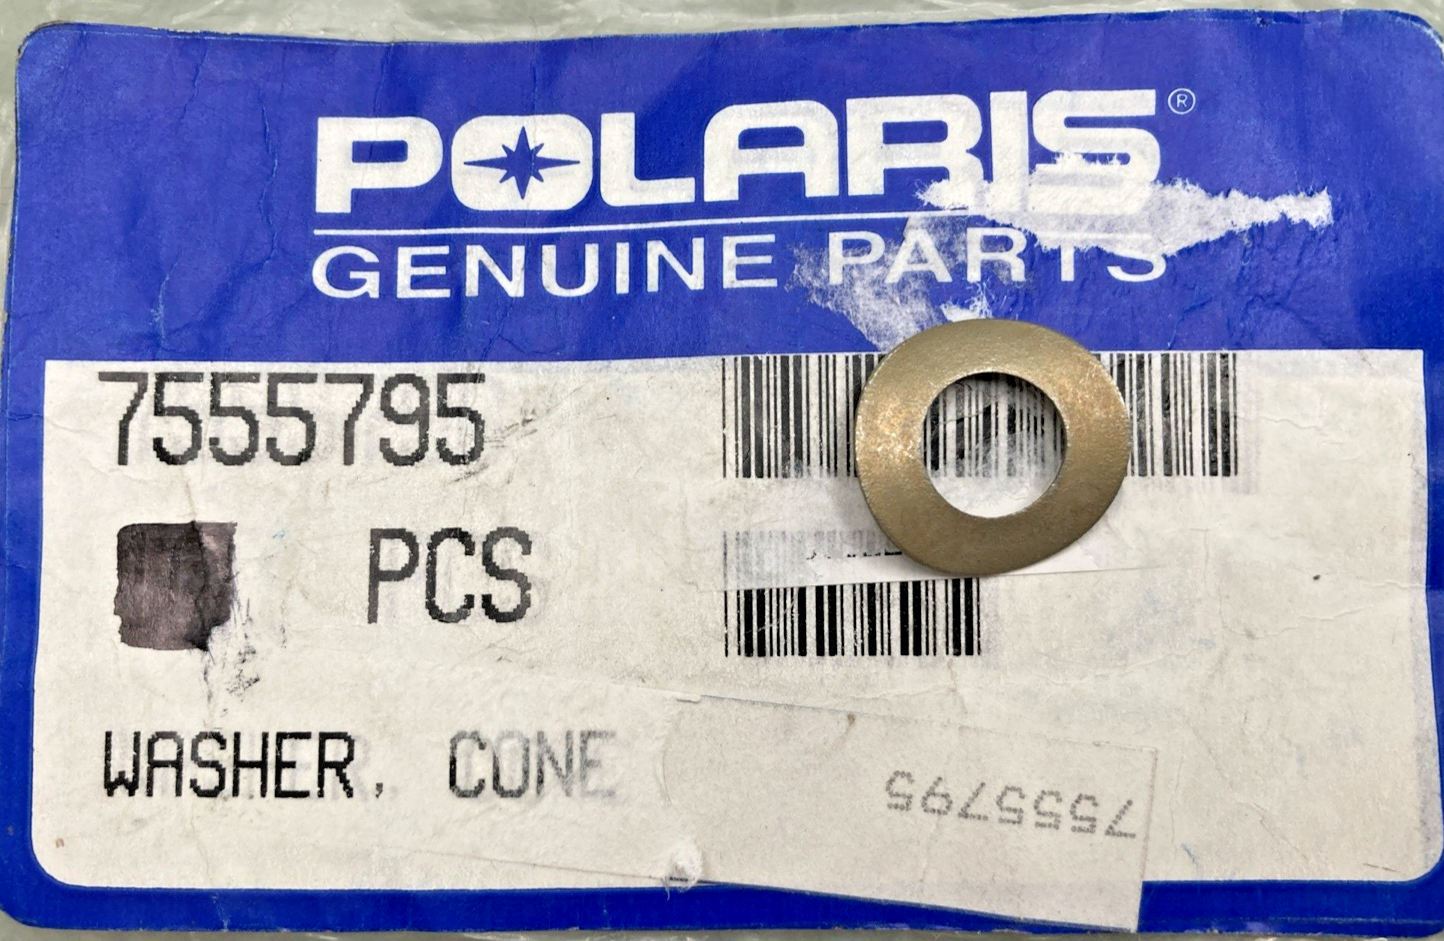 POLARIS®
GENUINE PARTS
7555795
PCS
WASHER, CONE
7555795